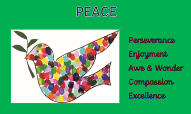 PEACE
Perseverance
Enjoyment
Awe & Wonder
Compassion
Excellence